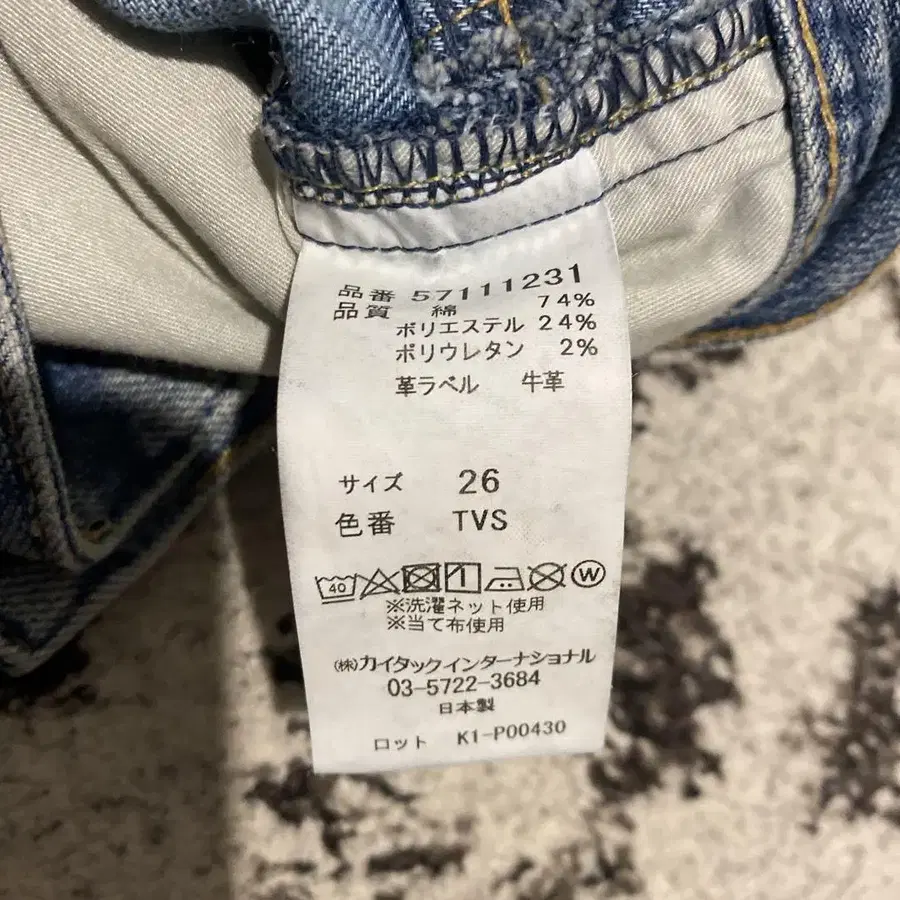 品番 57111231
品質 綿 74%
ポリエステル 24%
ポリウレタン 2%
革ラベル 牛革
サイズ 26
色番 TVS
40 1 W
※洗濯ネット使用
※当て布使用
㈱カイタックインターナショナル
03-5722-3684
日本製
ロット K1-P00430